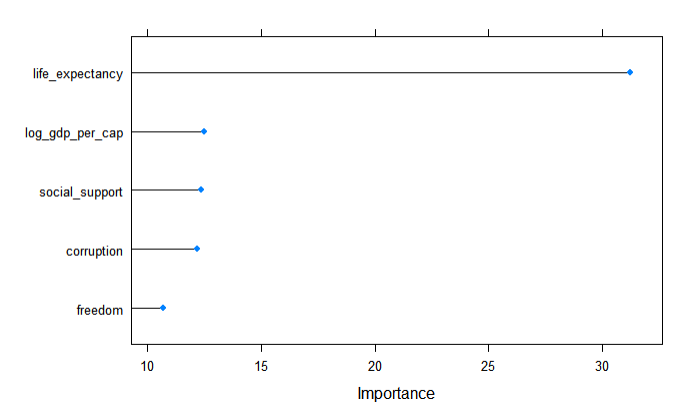 life_expectancy
log_gdp_per_cap
social_support
corruption
freedom
10 15 20 25 30
Importance